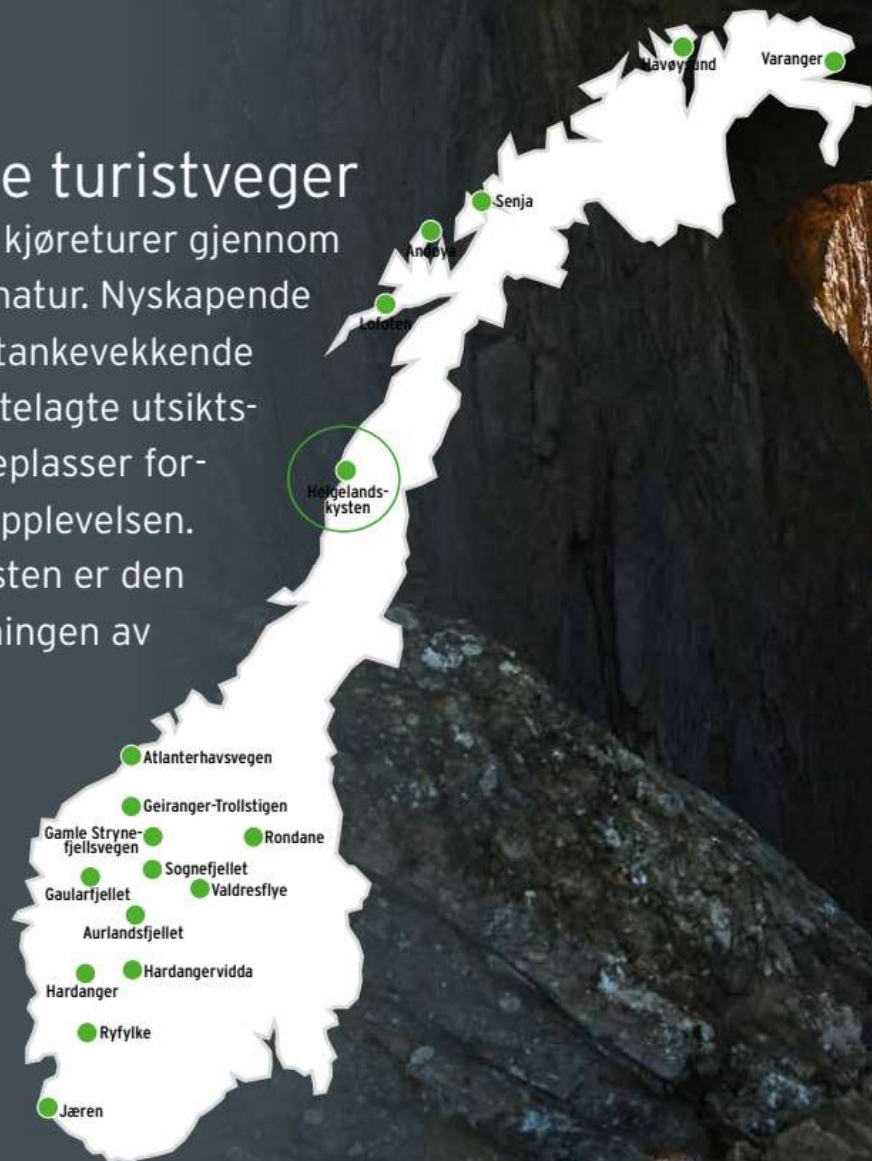 e turistveger
kjøreturer gjennom
natur. Nyskapende
tankevekkende
telagte utsikts-
eplasser for-
pplevelsen.
sten er den
ningen av
Havøysund
Varanger
Senja
Andøya
Lofoten
Helgelands-
kysten
Atlanterhavsvegen
Geiranger-Trollstigen
Gamle Stryne-
fjellsvegen
Rondane
Sognefjellet
Gaularfjellet
Valdresflye
Aurlandsfjellet
Hardangervidda
Hardanger
Ryfylke
Jæren